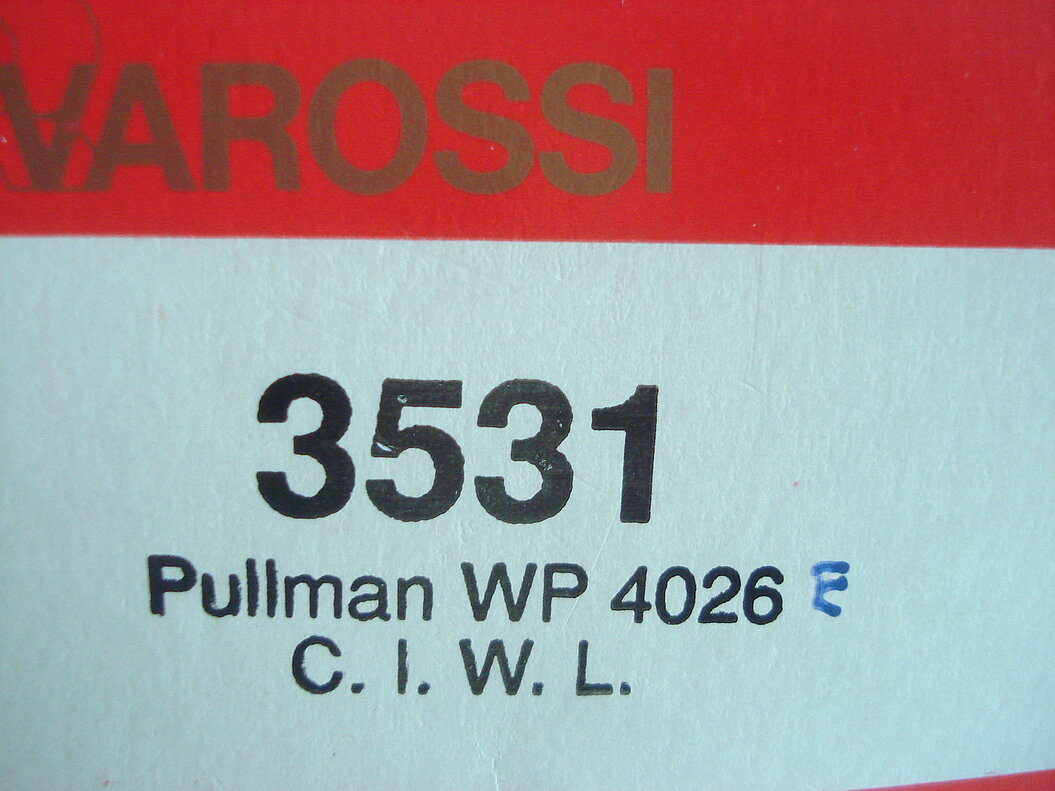 VAROSSI
3531
Pullman WP 4026 E
C. I. W. L.